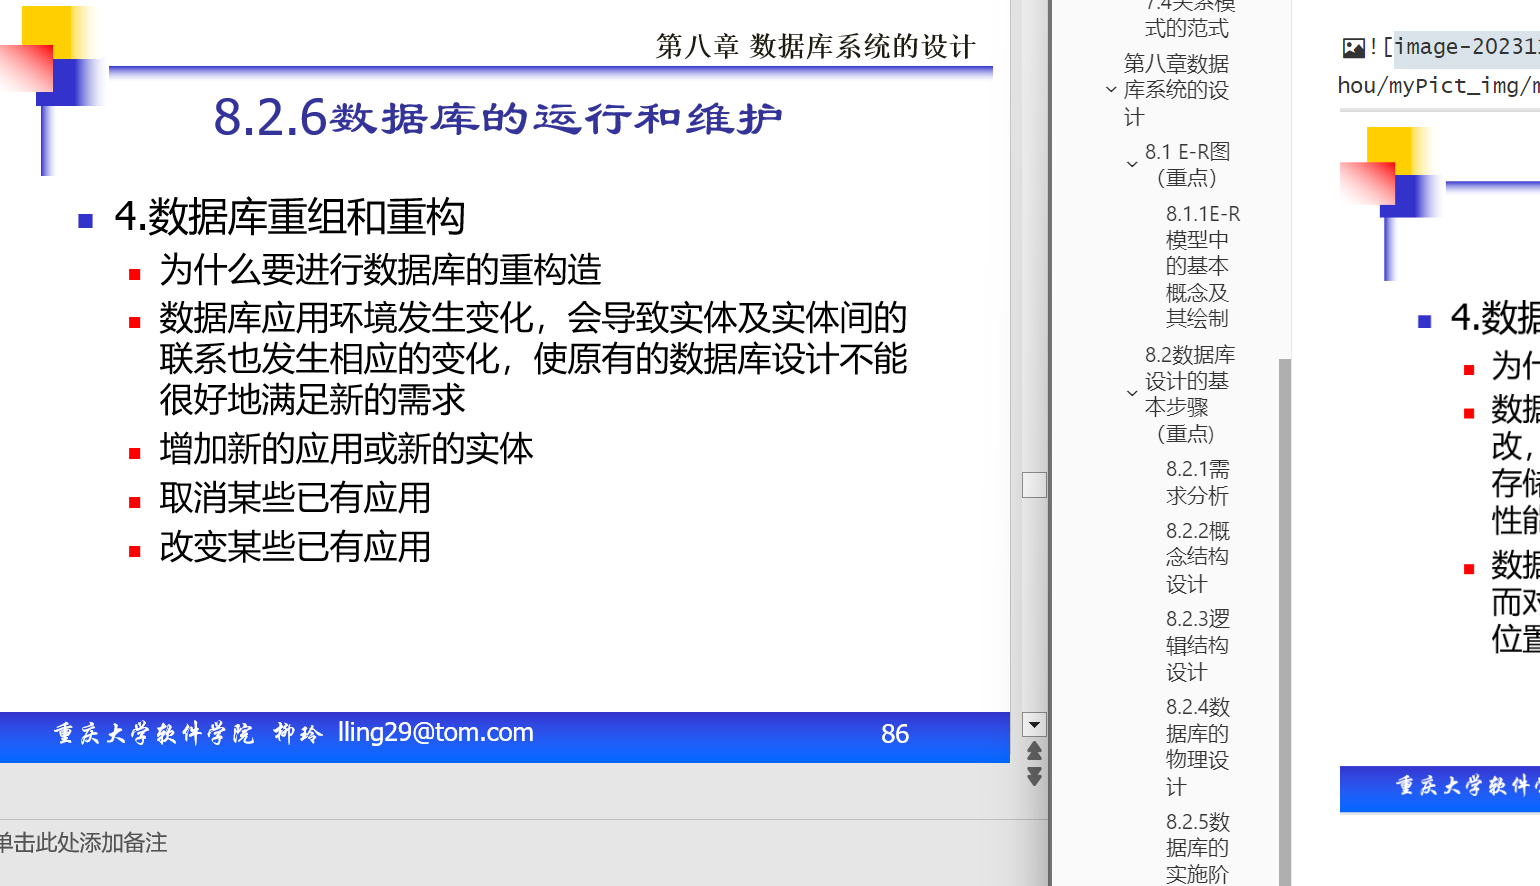 第八章 数据库系统的设计
8.2.6数据库的运行和维护
4.数据库重组和重构
为什么要进行数据库的重构造
数据库应用环境发生变化，会导致实体及实体间的
联系也发生相应的变化，使原有的数据库设计不能
很好地满足新的需求
增加新的应用或新的实体
取消某些已有应用
改变某些已有应用
重庆大学软件学院 柳玲 lling29@tom.com
86
单击此处添加备注
7.4关系模
式的范式
第八章数据
库系统的设
计
8.1 E-R图
（重点）
8.1.1E-R
模型中
的基本
概念及
其绘制
8.2数据库
设计的基
本步骤
（重点）
8.2.1需
求分析
8.2.2概
念结构
设计
8.2.3逻
辑结构
设计
8.2.4数
据库的
物理设
计
8.2.5数
据库的
实施阶
![image-20231
hou/myPict_img/m
4.数据
为什
数据
改，
存储
性能
数据
而对
位置
重庆大学软件学